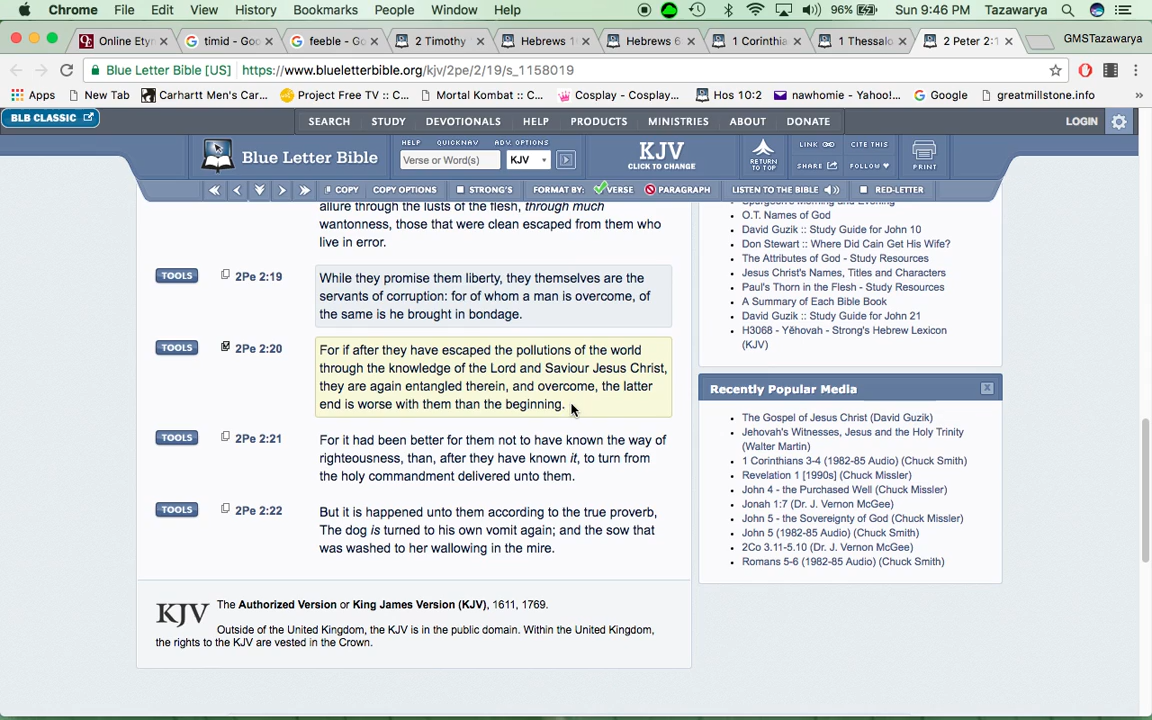 Chrome File Edit View History Bookmarks People Window Help 96% Sun 9:46 PM Tazawarya
Online Ety timid - Goo feeble - Go 2 Timothy Hebrews 1 Hebrews 6 1 Corinthia 1 Thessalo 2 Peter 2:1 GMSTazawarya
Blue Letter Bible [US] https://www.blueletterbible.org/kjv/2pe/2/19/s_1158019
Apps New Tab Carhartt Men's Car... Project Free TV :: C... Mortal Kombat :: C... Cosplay - Cosplay... Hos 10:2 nawhomie - Yahoo!... Google greatmillstone.info »
BLB CLASSIC SEARCH STUDY DEVOTIONALS HELP PRODUCTS MINISTRIES ABOUT DONATE LOGIN
Blue Letter Bible
HELP QUICKNAV ADV. OPTIONS
Verse or Word(s) KJV
KJV
CLICK TO CHANGE
RETURN
TO TOP
LINK CITE THIS
SHARE FOLLOW
PRINT
COPY COPY OPTIONS STRONG'S FORMAT BY: VERSE PARAGRAPH LISTEN TO THE BIBLE RED-LETTER
allure through the lusts of the flesh, through much
wantonness, those that were clean escaped from them who
live in error.
TOOLS 2Pe 2:19 While they promise them liberty, they themselves are the
servants of corruption: for of whom a man is overcome, of
the same is he brought in bondage.
TOOLS 2Pe 2:20 For if after they have escaped the pollutions of the world
through the knowledge of the Lord and Saviour Jesus Christ,
they are again entangled therein, and overcome, the latter
end is worse with them than the beginning.
TOOLS 2Pe 2:21 For it had been better for them not to have known the way of
righteousness, than, after they have known it, to turn from
the holy commandment delivered unto them.
TOOLS 2Pe 2:22 But it is happened unto them according to the true proverb,
The dog is turned to his own vomit again; and the sow that
was washed to her wallowing in the mire.
KJV The Authorized Version or King James Version (KJV), 1611, 1769.
Outside of the United Kingdom, the KJV is in the public domain. Within the United Kingdom,
the rights to the KJV are vested in the Crown.
O.T. Names of God
David Guzik :: Study Guide for John 10
Don Stewart :: Where Did Cain Get His Wife?
The Attributes of God - Study Resources
Jesus Christ's Names, Titles and Characters
Paul's Thorn in the Flesh - Study Resources
A Summary of Each Bible Book
David Guzik :: Study Guide for John 21
H3068 - Yĕhovah - Strong's Hebrew Lexicon
(KJV)
Recently Popular Media
The Gospel of Jesus Christ (David Guzik)
Jehovah's Witnesses, Jesus and the Holy Trinity
(Walter Martin)
1 Corinthians 3-4 (1982-85 Audio) (Chuck Smith)
Revelation 1 [1990s] (Chuck Missler)
John 4 - the Purchased Well (Chuck Missler)
Jonah 1:7 (Dr. J. Vernon McGee)
John 5 - the Sovereignty of God (Chuck Missler)
John 5 (1982-85 Audio) (Chuck Smith)
2Co 3.11-5.10 (Dr. J. Vernon McGee)
Romans 5-6 (1982-85 Audio) (Chuck Smith)